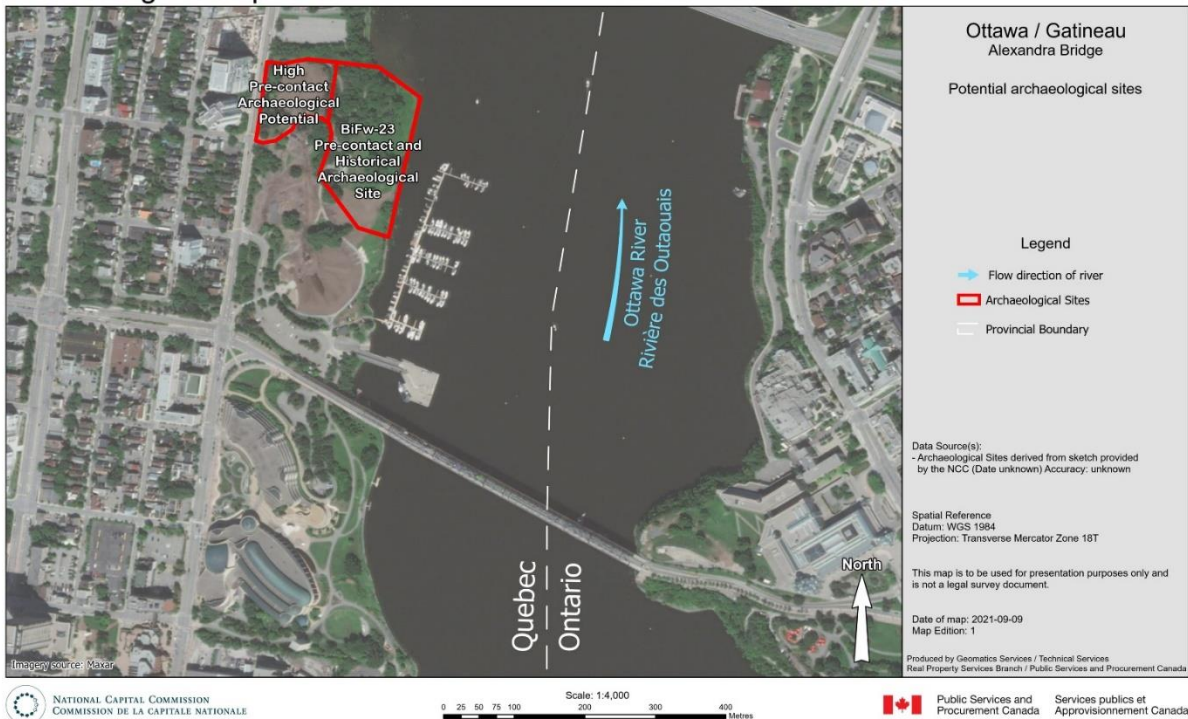 High
Pre-contact
Archaeological
Potential
BiFw-23
Pre-contact and
Historical
Archaeological
Site
Ottawa River
Rivière des Outaouais
Quebec
Ontario
North
Imagery source: Maxar
Ottawa / Gatineau
Alexandra Bridge
Potential archaeological sites
Legend
Flow direction of river
Archaeological Sites
Provincial Boundary
Data Source(s):
- Archaeological Sites derived from sketch provided
by the NCC (Date unknown) Accuracy: unknown
Spatial Reference
Datum: WGS 1984
Projection: Transverse Mercator Zone 18T
This map is to be used for presentation purposes only and
is not a legal survey document.
Date of map: 2021-09-09
Map Edition: 1
Produced by Geomatics Services / Technical Services
Real Property Services Branch / Public Services and Procurement Canada
NATIONAL CAPITAL COMMISSION
COMMISSION DE LA CAPITALE NATIONALE
Scale: 1:4,000
0 25 50 100 200 300 400
Metres
Public Services and
Procurement Canada
Services publics et
Approvisionnement Canada